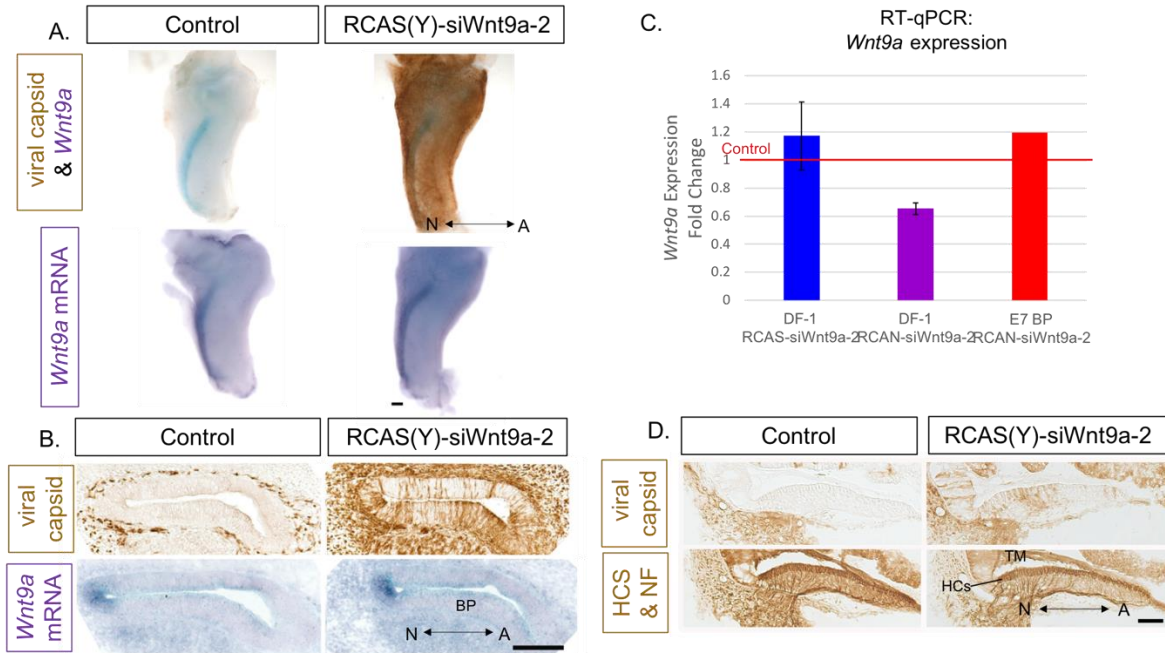 A.
Control
RCAS(Y)-siWnt9a-2
viral capsid
& Wnt9a
N
A
Wnt9a mRNA
B.
Control
RCAS(Y)-siWnt9a-2
viral
capsid
Wnt9a
mRNA
BP
N
A
C.
RT-qPCR:
Wnt9a expression
Wnt9a Expression
Fold Change
1.6
1.4
1.2
1
0.8
0.6
0.4
0.2
0
Control
DF-1
RCAS-siWnt9a-2
DF-1
RCAN-siWnt9a-2
E7 BP
RCAN-siWnt9a-2
D.
Control
RCAS(Y)-siWnt9a-2
viral
capsid
HCS
& NF
TM
HCs
N
A